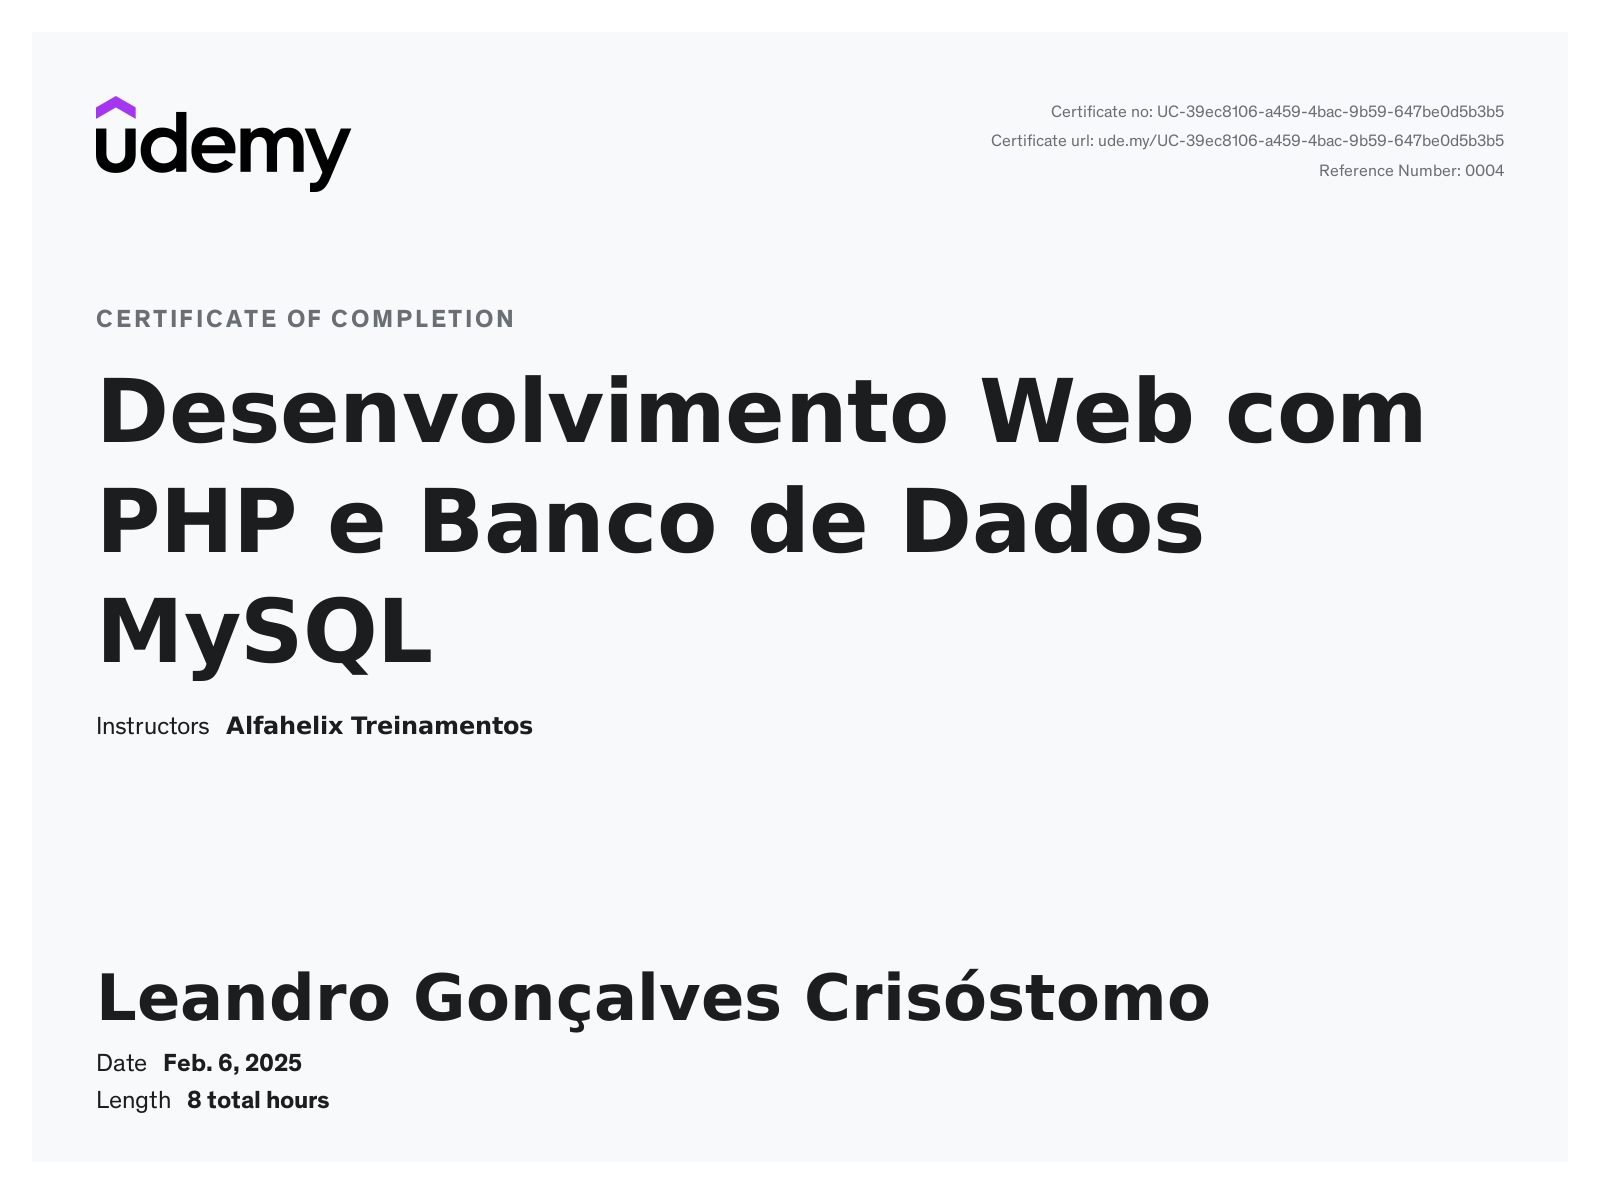 udemy
Certificate no: UC-39ec8106-a459-4bac-9b59-647be0d5b3b5
Certificate url: ude.my/UC-39ec8106-a459-4bac-9b59-647be0d5b3b5
Reference Number: 0004
CERTIFICATE OF COMPLETION
Desenvolvimento Web com
PHP e Banco de Dados
MySQL
Instructors Alfahelix Treinamentos
Leandro Gonçalves Crisóstomo
Date Feb. 6, 2025
Length 8 total hours